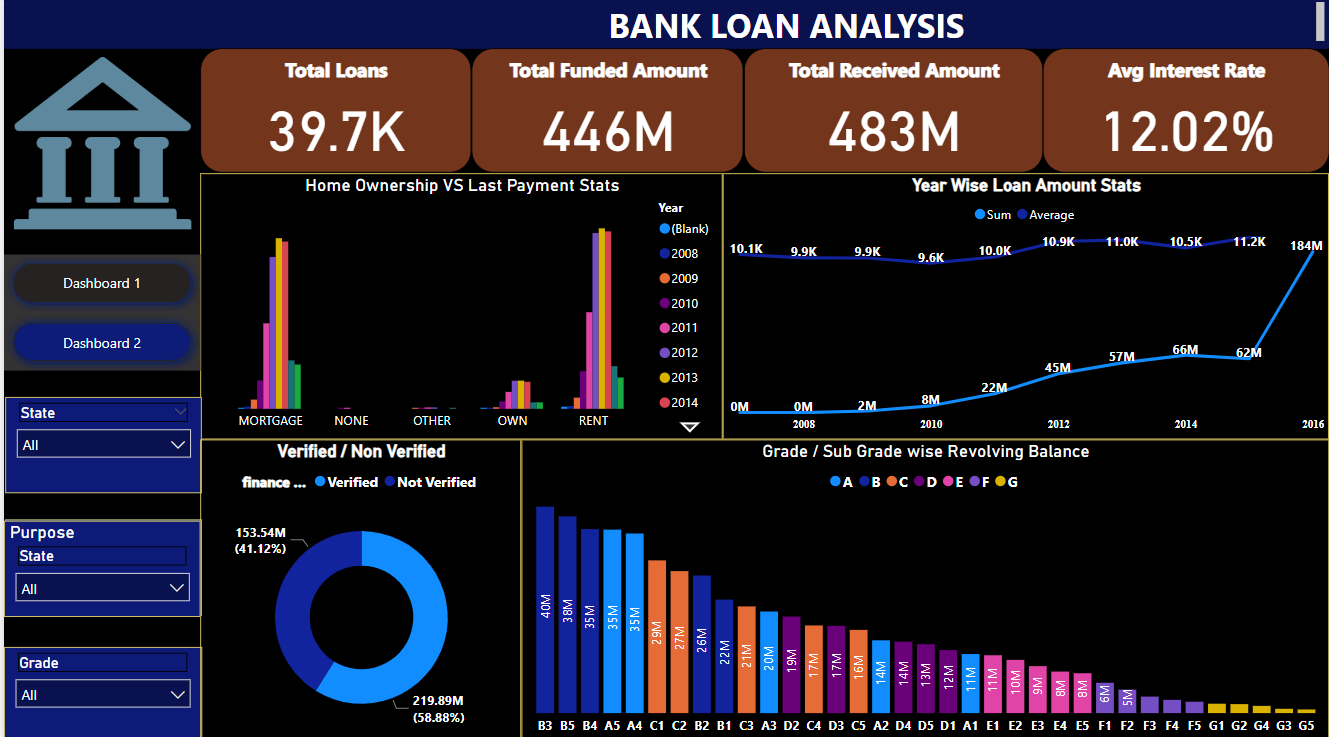 BANK LOAN ANALYSIS
Total Loans
39.7K
Total Funded Amount
446M
Total Received Amount
483M
Avg Interest Rate
12.02%
Dashboard 1
Dashboard 2
State
All
Purpose
State
All
Grade
All
Home Ownership VS Last Payment Stats
Year
(Blank)
2008
2009
2010
2011
2012
2013
2014
MORTGAGE NONE OTHER OWN RENT
Year Wise Loan Amount Stats
Sum Average
10.1K 9.9K 9.9K 9.6K 10.0K 10.9K 11.0K 10.5K 11.2K
0M 0M 2M 8M 22M 45M 57M 66M 62M 184M
2008 2010 2012 2014 2016
Verified / Non Verified
finance ... Verified Not Verified
153.54M
(41.12%)
219.89M
(58.88%)
Grade / Sub Grade wise Revolving Balance
A B C D E F G
40M 38M 35M 35M 35M 29M 27M 26M 22M 21M 20M 19M 17M 17M 16M 14M 14M 13M 12M 11M 11M 10M 9M 8M 8M 6M 5M
B3 B5 B4 A5 A4 C1 C2 B2 B1 C3 A3 D2 C4 D3 C5 A2 D4 D5 D1 A1 E1 E2 E3 E4 E5 F1 F2 F3 F4 F5 G1 G2 G4 G3 G5